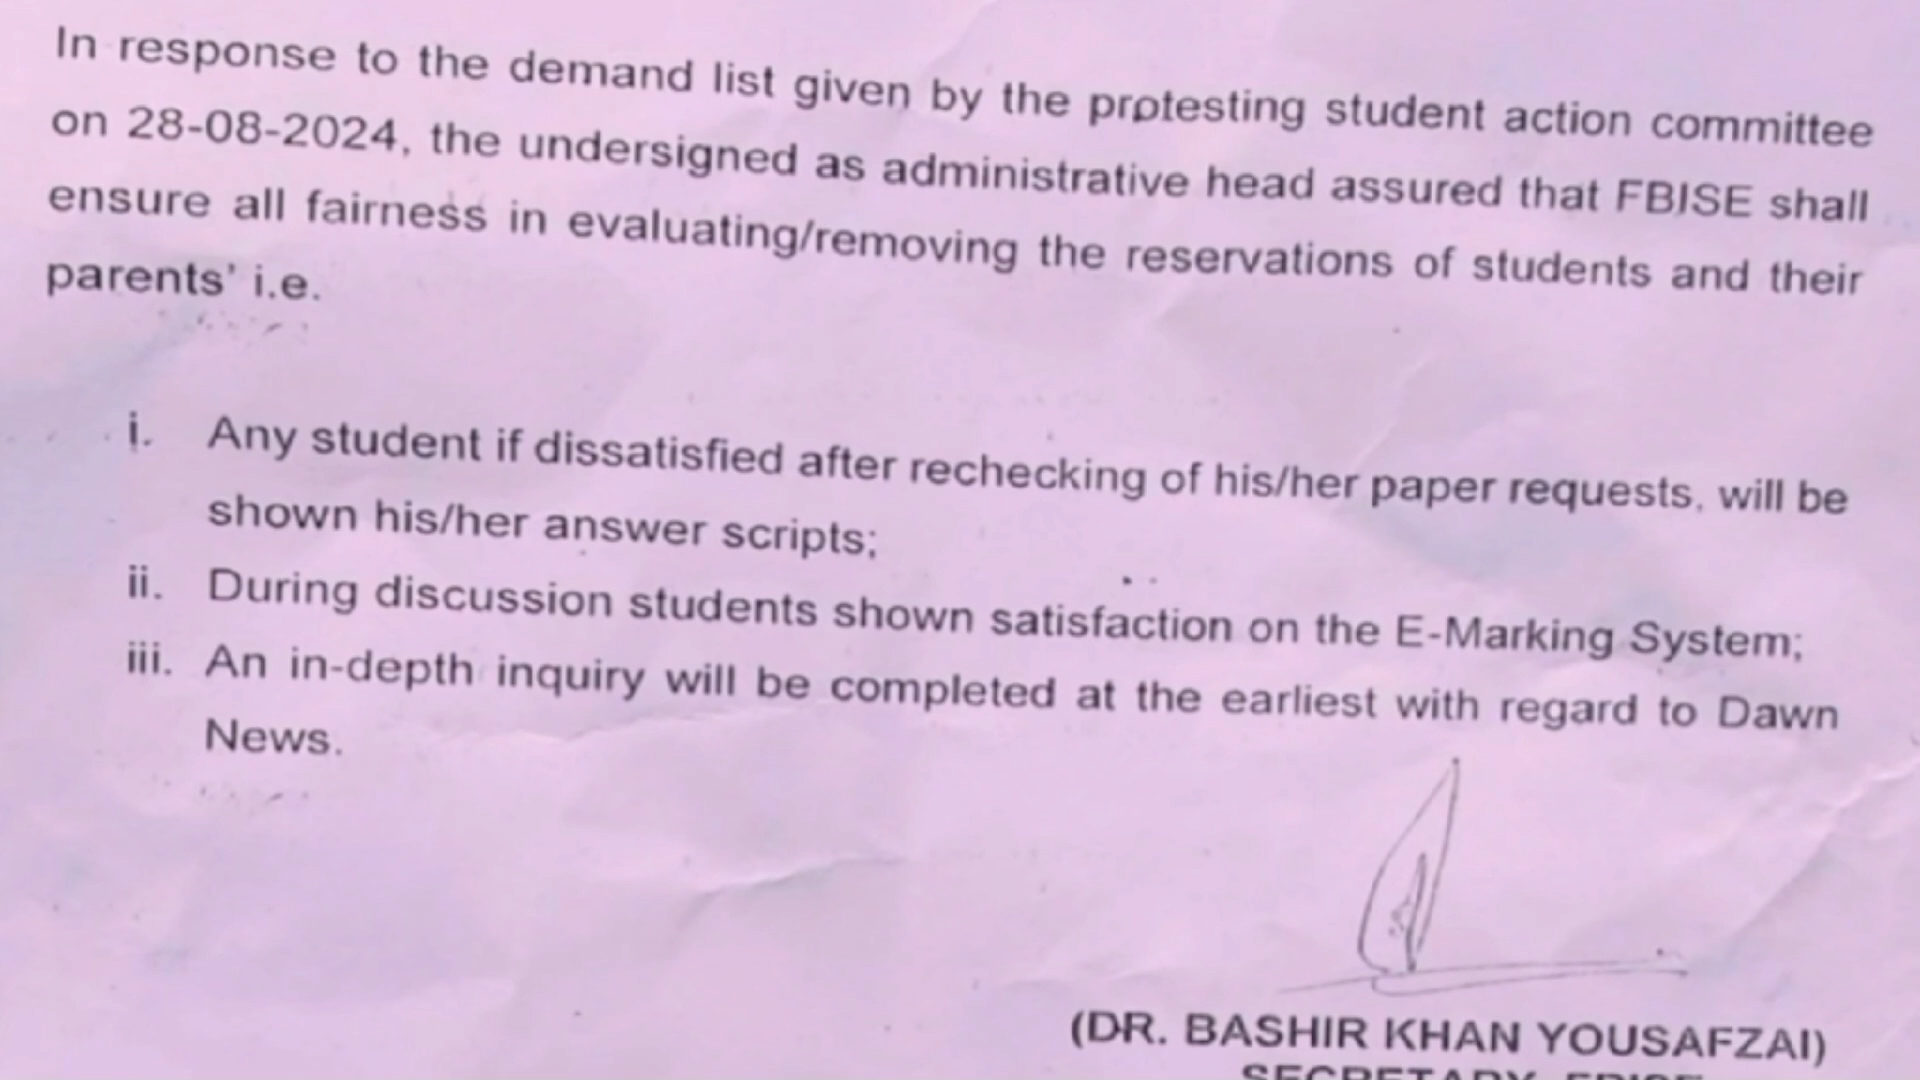 In response to the demand list given by the protesting student action committee
on 28-08-2024, the undersigned as administrative head assured that FBISE shall
ensure all fairness in evaluating/removing the reservations of students and their
parents' i.e.
i. Any student if dissatisfied after rechecking of his/her paper requests, will be
shown his/her answer scripts;
ii. During discussion students shown satisfaction on the E-Marking System;
iii. An in-depth inquiry will be completed at the earliest with regard to Dawn
News.
(DR. BASHIR KHAN YOUSAFZAI)
SECRETARY, FBISE